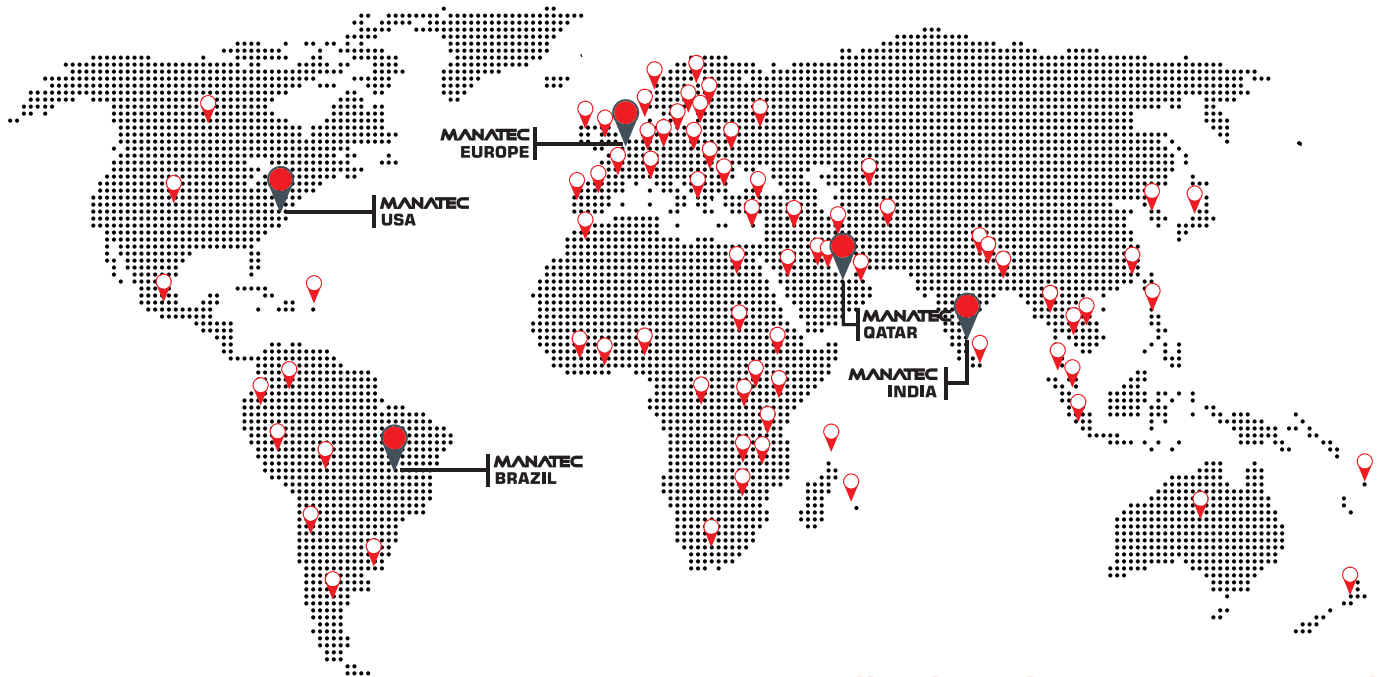 MANATEC
EUROPE
MANATEC
USA
MANATEC
QATAR
MANATEC
INDIA
MANATEC
BRAZIL